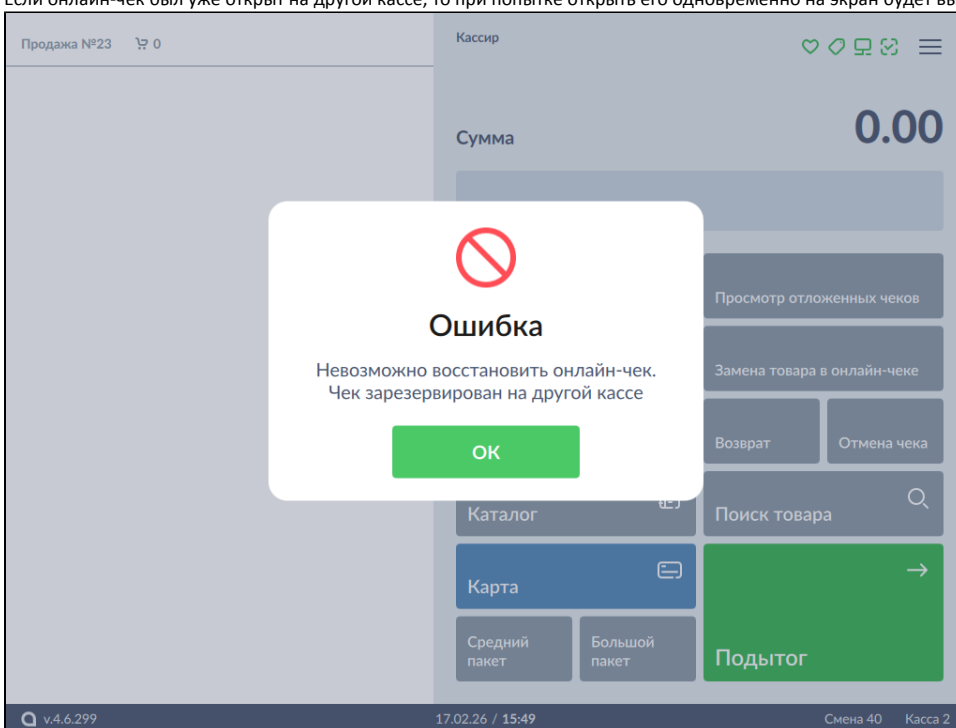 Если онлайн-чек был уже открыт на другой кассе, то при попытке открыть его одновременно на экран будет
Продажа №23 0
Кассир
Сумма
0.00
Ошибка
Невозможно восстановить онлайн-чек.
Чек зарезервирован на другой кассе
ОК
Просмотр отложенных чеков
Замена товара в онлайн-чеке
Возврат
Отмена чека
Каталог
Поиск товара
Карта
Средний
пакет
Большой
пакет
Подытог
v.4.6.299
17.02.26 / 15:49
Смена 40 Касса 2